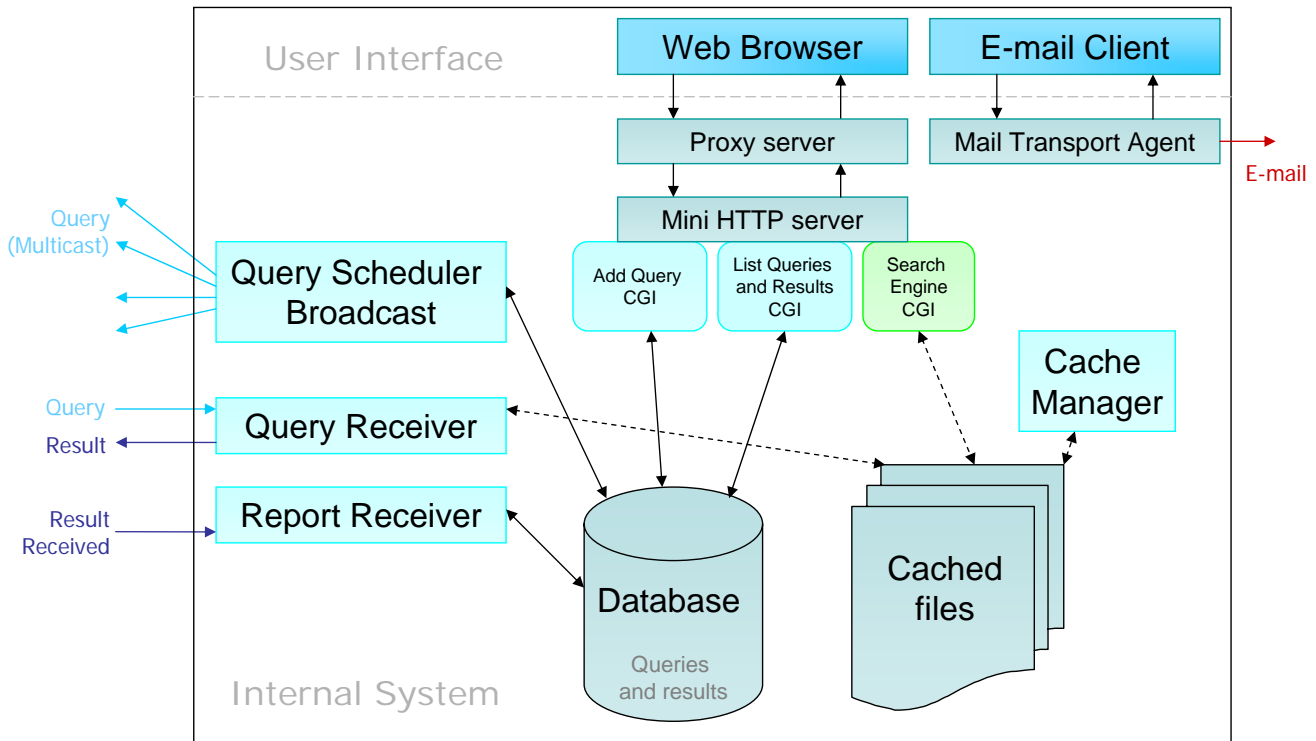 User Interface
Web Browser
E-mail Client
Proxy server
Mail Transport Agent
E-mail
Mini HTTP server
Query
(Multicast)
Query Scheduler
Broadcast
Add Query
CGI
List Queries
and Results
CGI
Search
Engine
CGI
Cache
Manager
Query
Result
Query Receiver
Result
Received
Report Receiver
Database
Queries
and results
Cached
files
Internal System